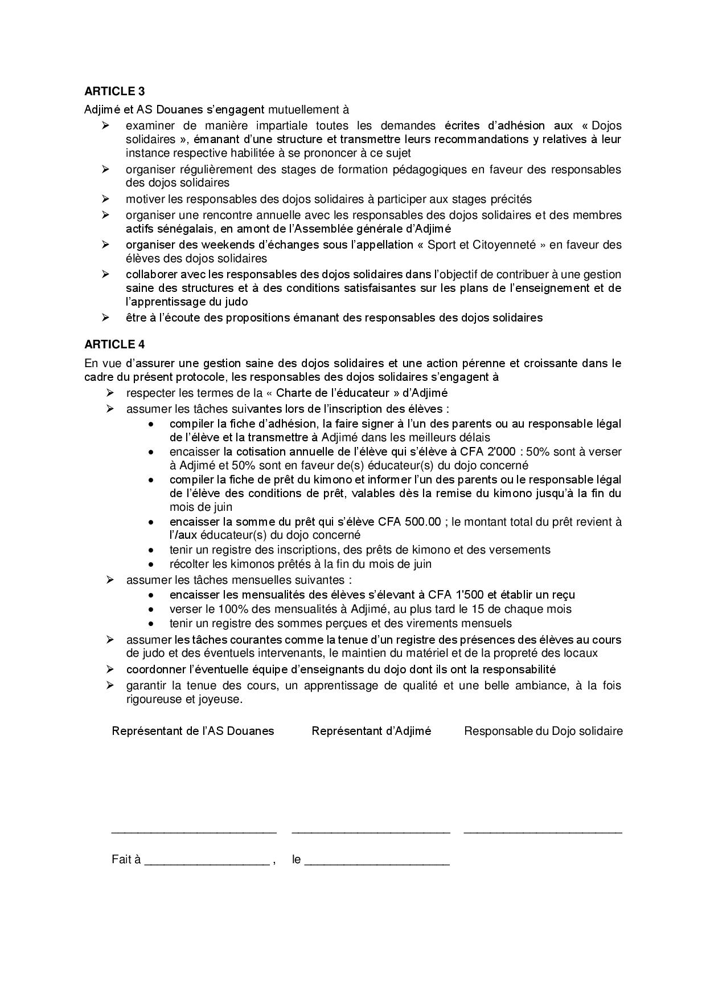 ARTICLE 3
Adjimé et AS Douanes s’engagent mutuellement à
➢ examiner de manière impartiale toutes les demandes écrites d’adhésion aux « Dojos
solidaires », émanant d’une structure et transmettre leurs recommandations y relatives à leur
instance respective habilitée à se prononcer à ce sujet
➢ organiser régulièrement des stages de formation pédagogiques en faveur des responsables
des dojos solidaires
➢ motiver les responsables des dojos solidaires à participer aux stages précités
➢ organiser une rencontre annuelle avec les responsables des dojos solidaires et des membres
actifs sénégalais, en amont de l’Assemblée générale d’Adjimé
➢ organiser des weekends d’échanges sous l’appellation « Sport et Citoyenneté » en faveur des
élèves des dojos solidaires
➢ collaborer avec les responsables des dojos solidaires dans l’objectif de contribuer à une gestion
saine des structures et à des conditions satisfaisantes sur les plans de l’enseignement et de
l’apprentissage du judo
➢ être à l’écoute des propositions émanant des responsables des dojos solidaires
ARTICLE 4
En vue d’assurer une gestion saine des dojos solidaires et une action pérenne et croissante dans le
cadre du présent protocole, les responsables des dojos solidaires s’engagent à
➢ respecter les termes de la « Charte de l’éducateur » d’Adjimé
➢ assumer les tâches suivantes lors de l’inscription des élèves :
• compiler la fiche d’adhésion, la faire signer à l’un des parents ou au responsable légal
de l’élève et la transmettre à Adjimé dans les meilleurs délais
• encaisser la cotisation annuelle de l’élève qui s’élève à CFA 2'000 : 50% sont à verser
à Adjimé et 50% sont en faveur de(s) éducateur(s) du dojo concerné
• compiler la fiche de prêt du kimono et informer l’un des parents ou le responsable légal
de l’élève des conditions de prêt, valables dès la remise du kimono jusqu’à la fin du
mois de juin
• encaisser la somme du prêt qui s’élève CFA 500.00 ; le montant total du prêt revient à
l’/aux éducateur(s) du dojo concerné
• tenir un registre des inscriptions, des prêts de kimono et des versements
• récolter les kimonos prêtés à la fin du mois de juin
➢ assumer les tâches mensuelles suivantes :
• encaisser les mensualités des élèves s’élevant à CFA 1'500 et établir un reçu
• verser le 100% des mensualités à Adjimé, au plus tard le 15 de chaque mois
• tenir un registre des sommes perçues et des virements mensuels
➢ assumer les tâches courantes comme la tenue d’un registre des présences des élèves au cours
de judo et des éventuels intervenants, le maintien du matériel et de la propreté des locaux
➢ coordonner l’éventuelle équipe d’enseignants du dojo dont ils ont la responsabilité
➢ garantir la tenue des cours, un apprentissage de qualité et une belle ambiance, à la fois
rigoureuse et joyeuse.
Représentant de l’AS Douanes Représentant d’Adjimé Responsable du Dojo solidaire
__________________________ _________________________ _________________________
Fait à ____________________ , le _______________________